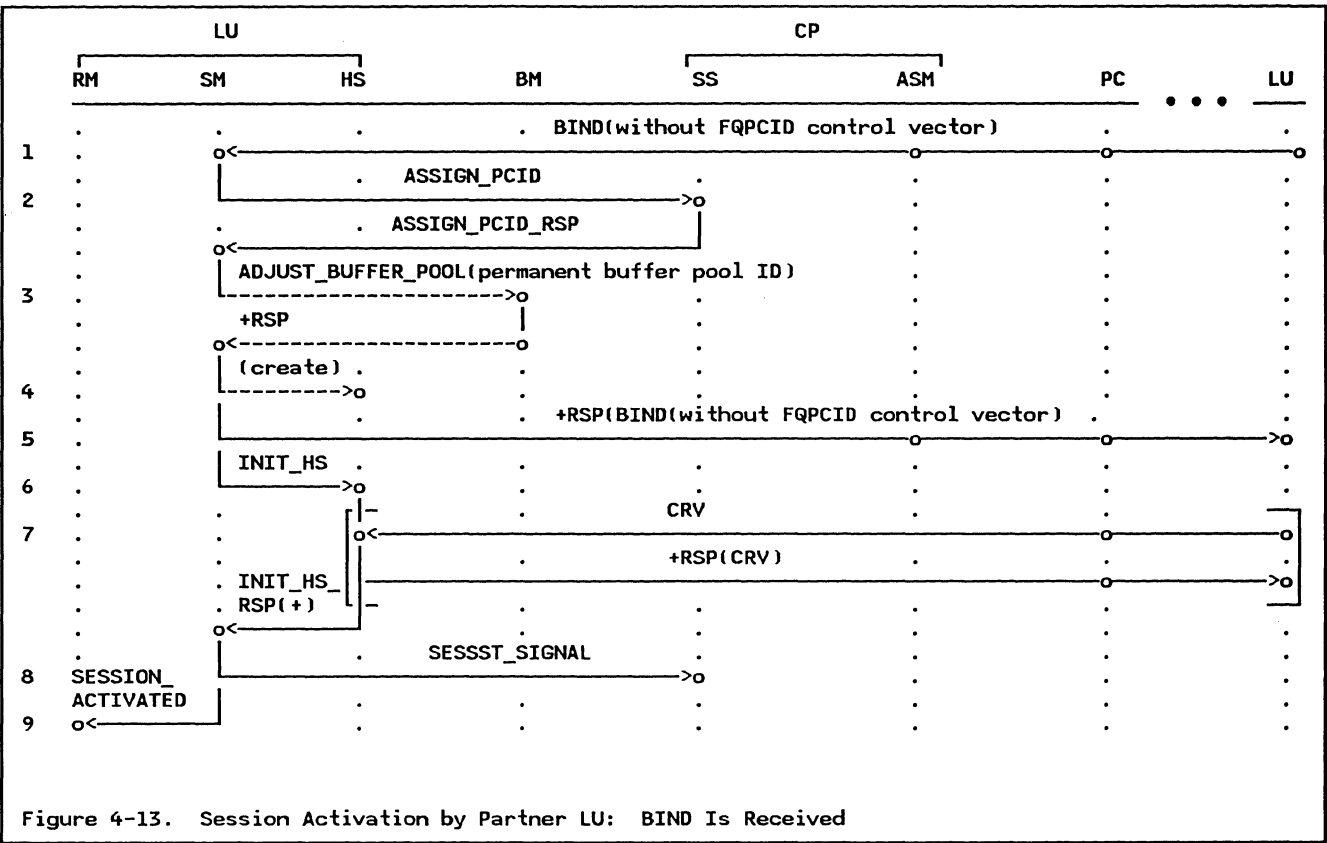 LU CP
RM SM HS BM SS ASM PC LU
BIND(without FQPCID control vector)
1
ASSIGN_PCID
2
ASSIGN_PCID_RSP
ADJUST_BUFFER_POOL(permanent buffer pool ID)
3
+RSP
(create)
4
+RSP(BIND(without FQPCID control vector)
5
INIT_HS
6
CRV
7
+RSP(CRV)
INIT_HS_
RSP(+)
SESSST_SIGNAL
8 SESSION_
ACTIVATED
9
Figure 4-13. Session Activation by Partner LU: BIND Is Received